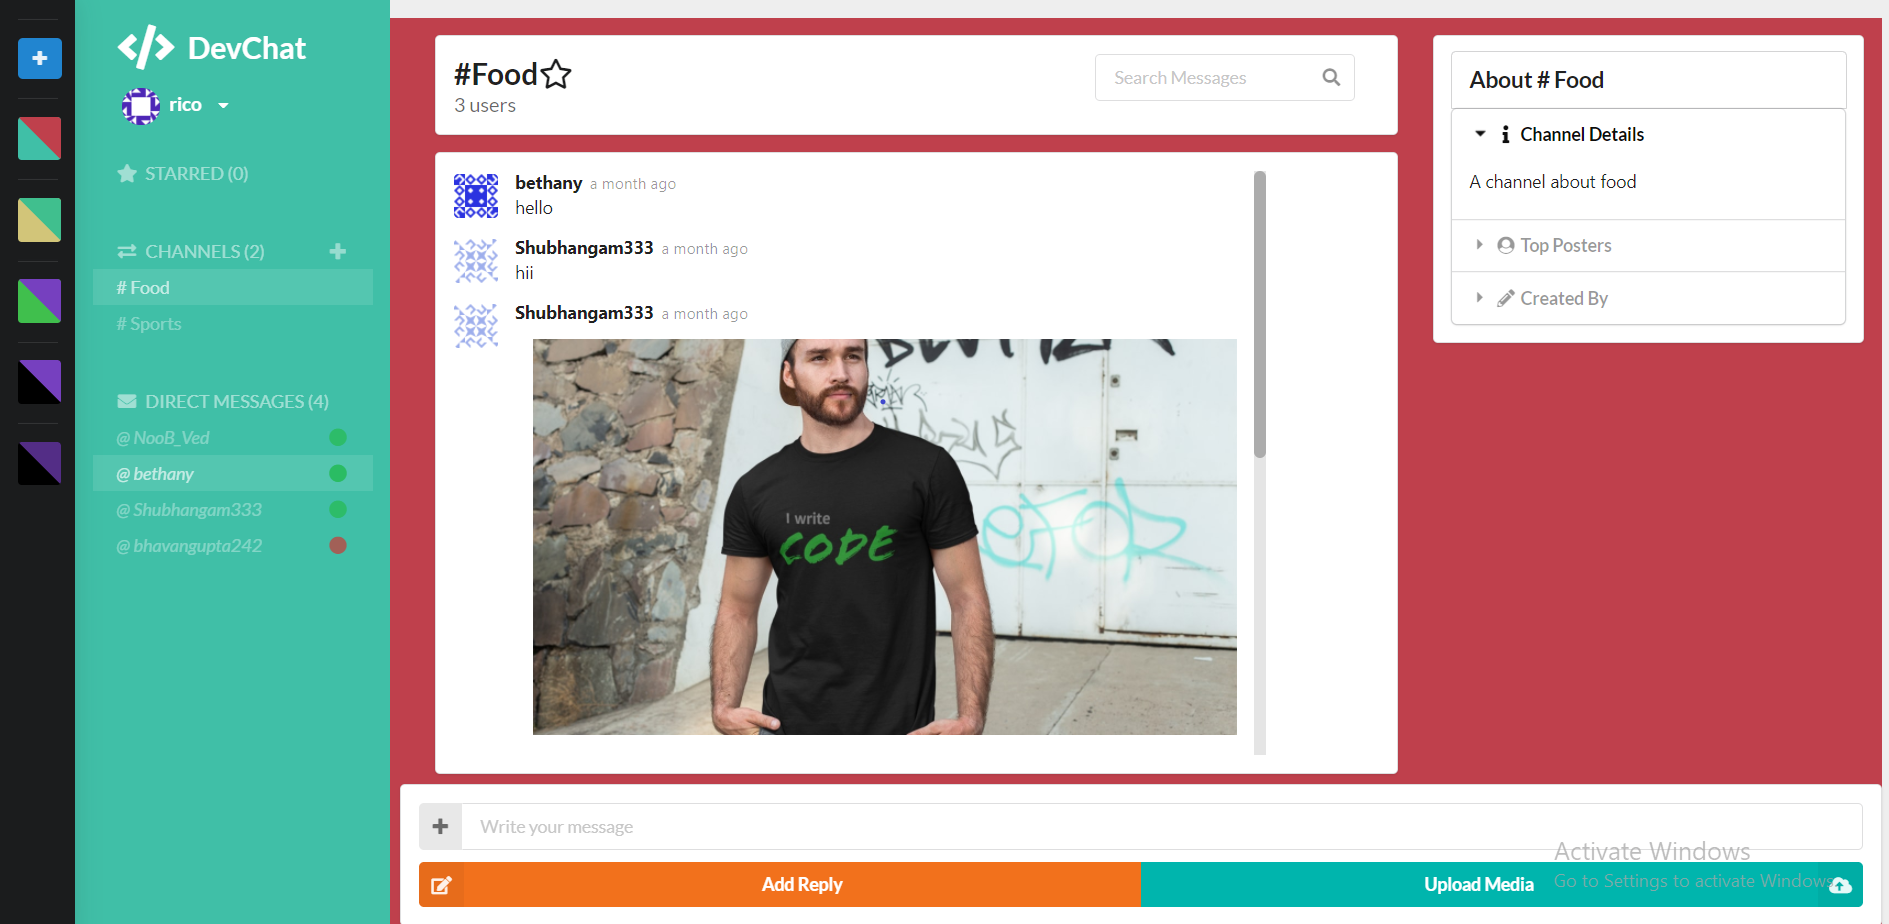 DevChat
rico
STARRED (0)
CHANNELS (2)
# Food
# Sports
DIRECT MESSAGES (4)
@ NooB_Ved
@ bethany
@ Shubhangam333
@ bhavangupta242
#Food
3 users
Search Messages
bethany a month ago
hello
Shubhangam333 a month ago
hii
Shubhangam333 a month ago
I write
CODE
Write your message
Add Reply
Upload Media
About # Food
Channel Details
A channel about food
Top Posters
Created By
Activate Windows
Go to Settings to activate Windows.